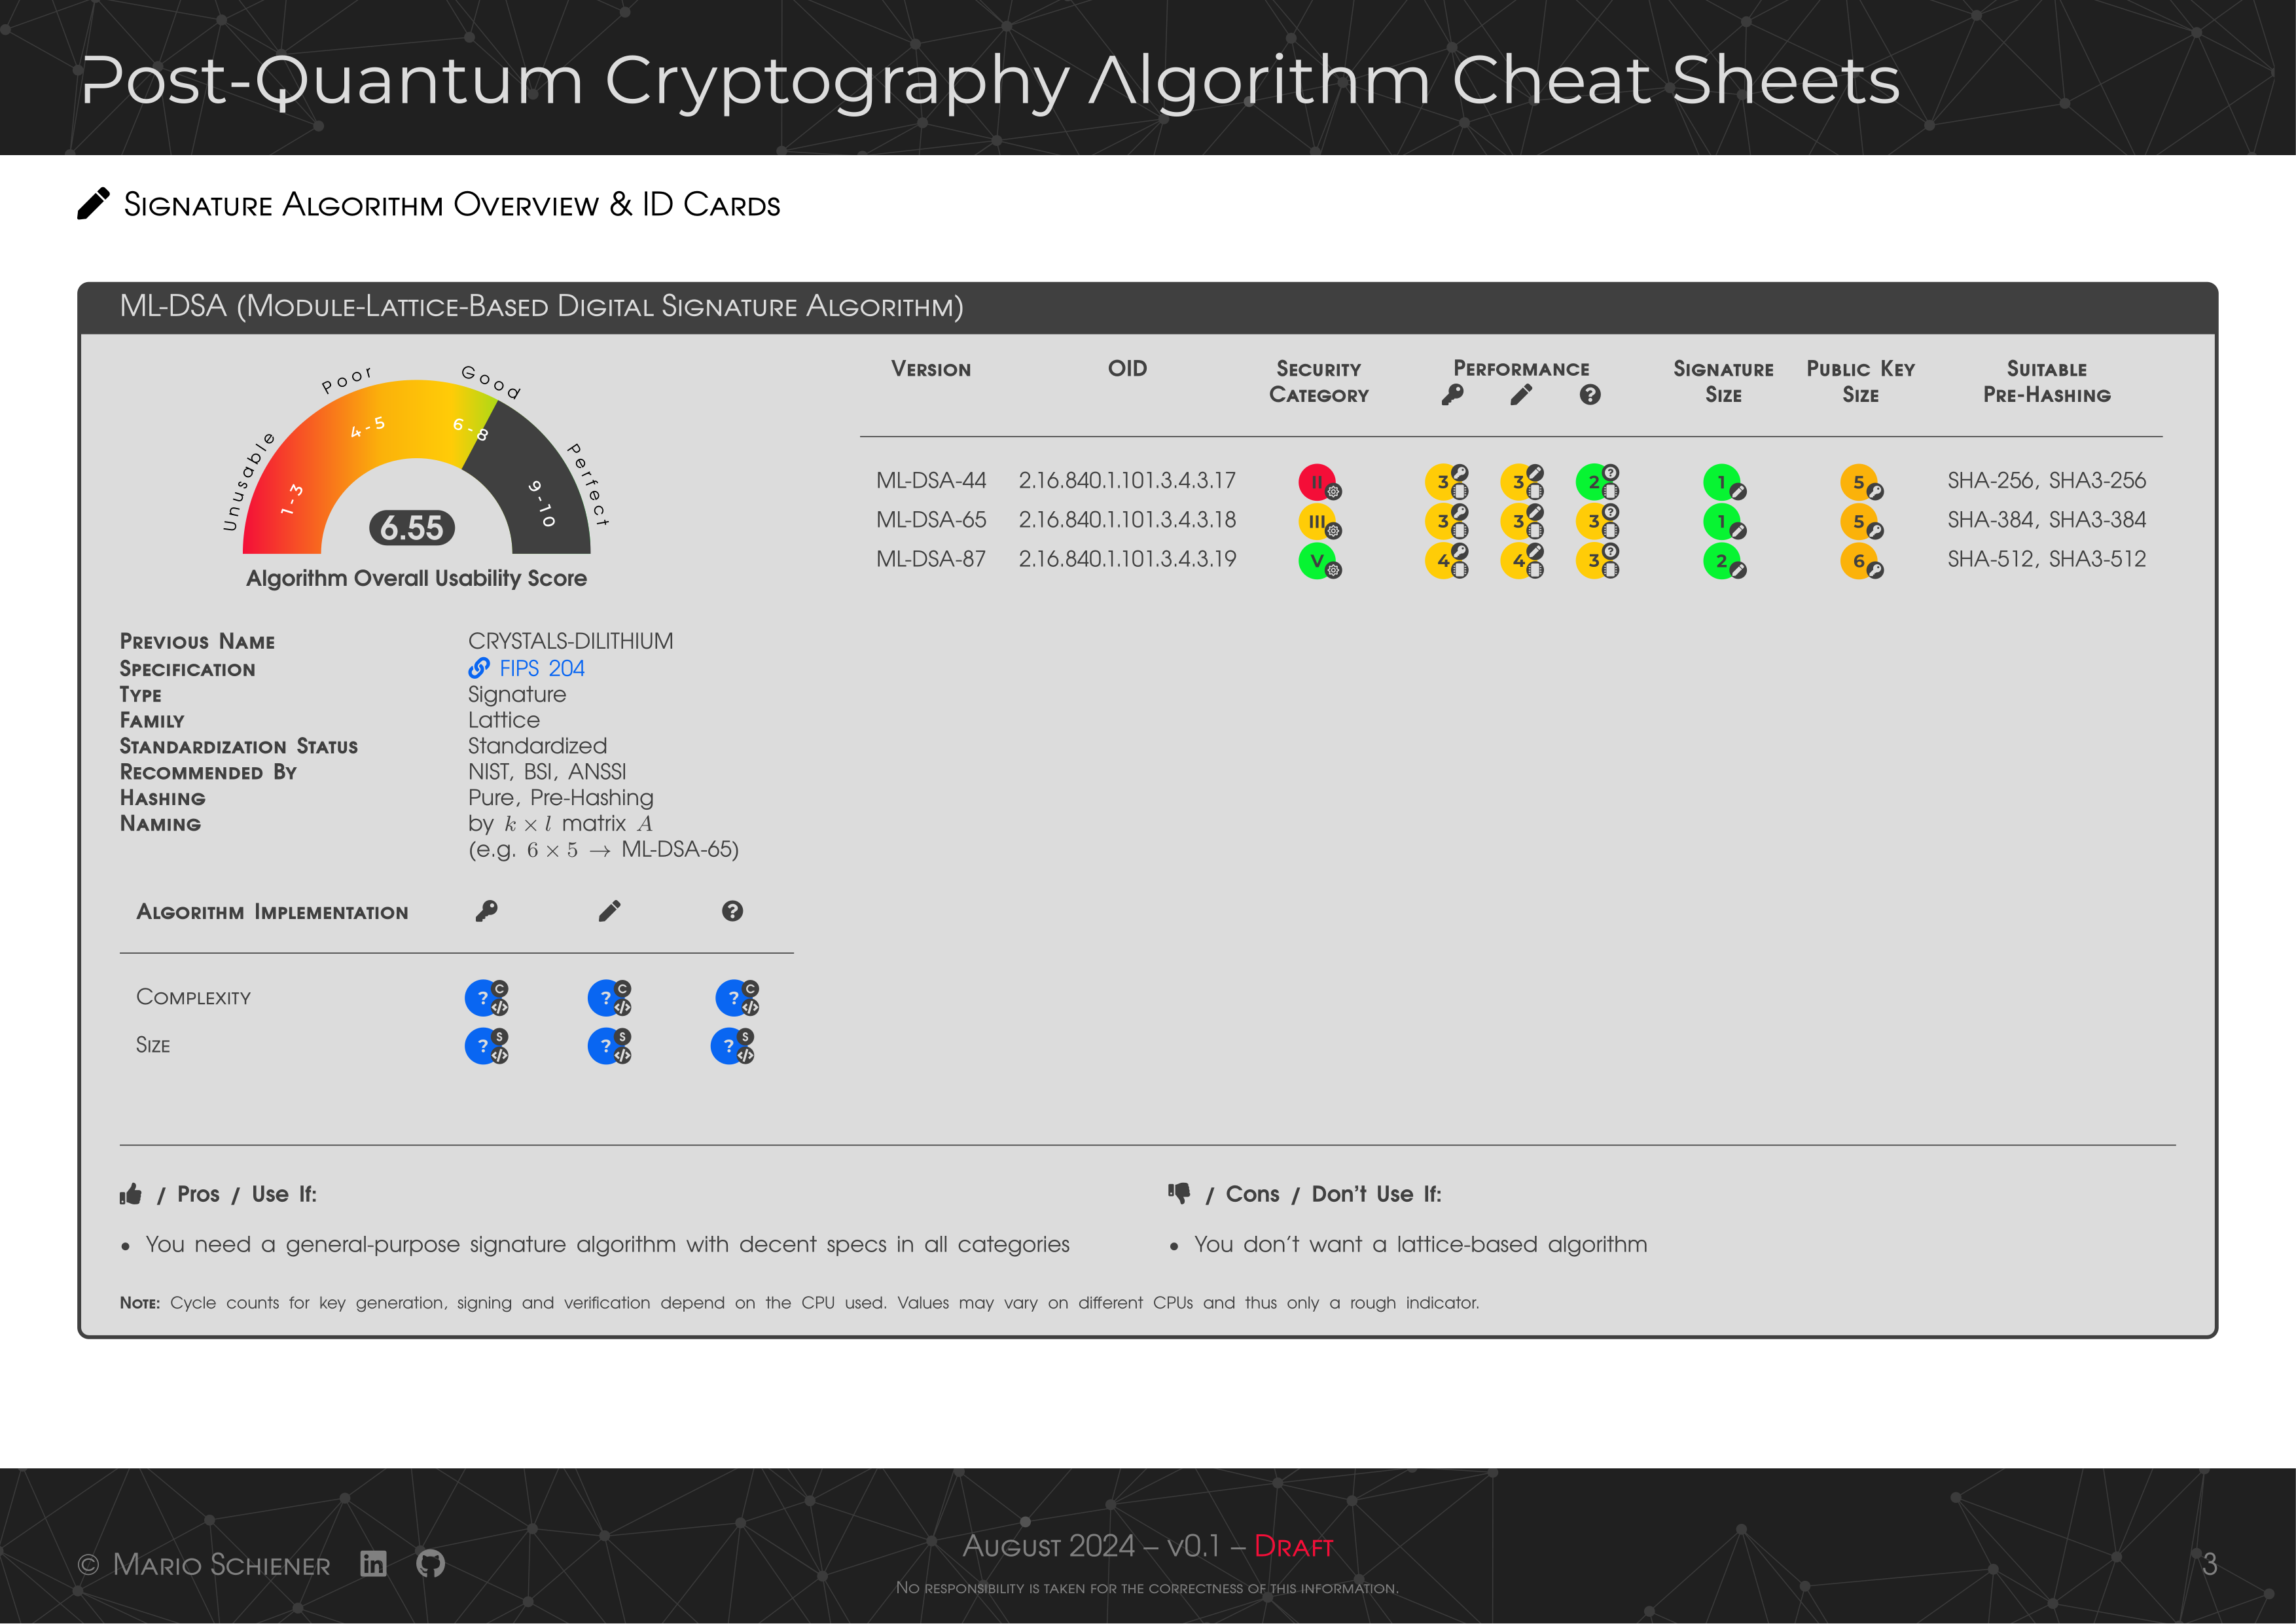 Post-Quantum Cryptography Algorithm Cheat Sheets
Signature Algorithm Overview & ID Cards
ML-DSA (Module-Lattice-Based Digital Signature Algorithm)
Unusable Poor Good Perfect
1-3 4-5 6-8 9-10
6.55
Algorithm Overall Usability Score
Previous Name CRYSTALS-DILITHIUM
Specification FIPS 204
Type Signature
Family Lattice
Standardization Status Standardized
Recommended By NIST, BSI, ANSSI
Hashing Pure, Pre-Hashing
Naming by k × l matrix A
(e.g. 6 × 5 → ML-DSA-65)
Algorithm Implementation ?
Complexity ? C </> ? C </> ? C </>
Size ? S </> ? S </> ? S </>
Version OID Security Category Performance Signature Size Public Key Size Suitable Pre-Hashing
?
ML-DSA-44 2.16.840.1.101.3.4.3.17 II 3 3 2 ? 1 5 SHA-256, SHA3-256
ML-DSA-65 2.16.840.1.101.3.4.3.18 III 3 3 3 ? 1 5 SHA-384, SHA3-384
ML-DSA-87 2.16.840.1.101.3.4.3.19 V 4 4 3 ? 2 6 SHA-512, SHA3-512
/ Pros / Use If:
• You need a general-purpose signature algorithm with decent specs in all categories
/ Cons / Don't Use If:
• You don't want a lattice-based algorithm
Note: Cycle counts for key generation, signing and verification depend on the CPU used. Values may vary on different CPUs and thus only a rough indicator.
© Mario Schiener in
August 2024 – v0.1 – Draft
No responsibility is taken for the correctness of this information.
3